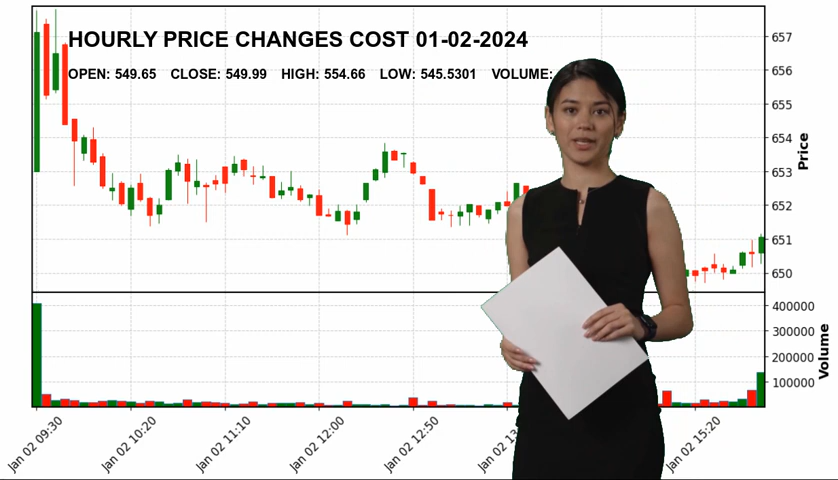 HOURLY PRICE CHANGES COST 01-02-2024
OPEN: 549.65 CLOSE: 549.99 HIGH: 554.66 LOW: 545.5301 VOLUME:
657
656
655
654
653
652
651
650
Price
400000
300000
200000
100000
Volume
Jan 02 09:30
Jan 02 10:20
Jan 02 11:10
Jan 02 12:00
Jan 02 12:50
Jan 02 15:20